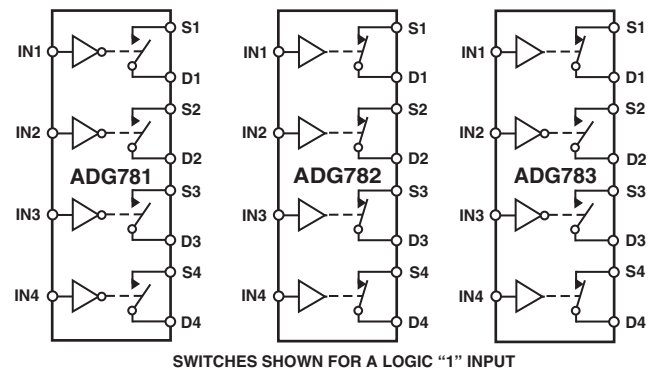 S1
IN1
D1
S2
IN2
D2
ADG781
S3
IN3
D3
S4
IN4
D4
S1
IN1
D1
S2
IN2
D2
ADG782
S3
IN3
D3
S4
IN4
D4
S1
IN1
D1
S2
IN2
D2
ADG783
S3
IN3
D3
S4
IN4
D4
SWITCHES SHOWN FOR A LOGIC “1” INPUT